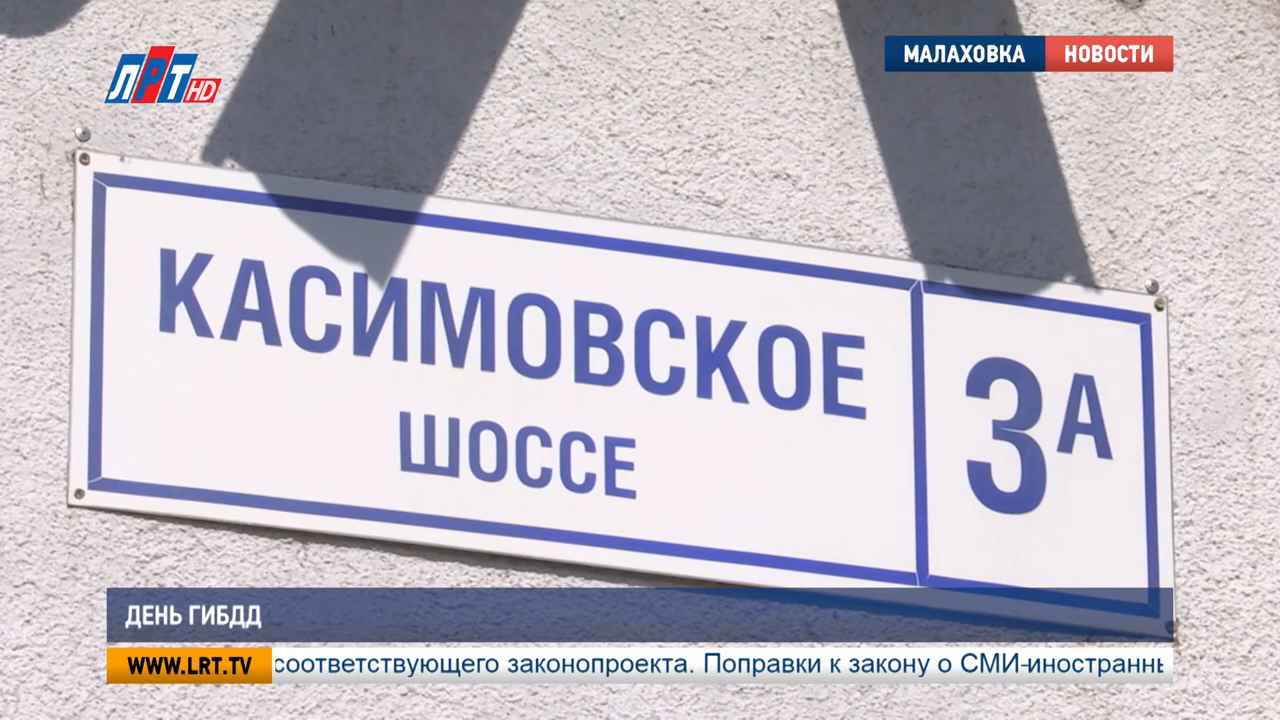 ЛРТ HD
МАЛАХОВКА НОВОСТИ
КАСИМОВСКОЕ
ШОССЕ
3А
ДЕНЬ ГИБДД
WWW.LRT.TV соответствующего законопроекта. Поправки к закону о СМИ-иностранн